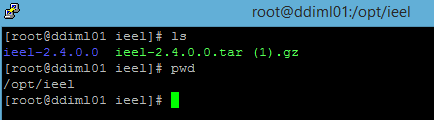 root@ddiml01:/opt/ieel
[root@ddiml01 ieel]# ls
ieel-2.4.0.0  ieel-2.4.0.0.tar (1).gz
[root@ddiml01 ieel]# pwd
/opt/ieel
[root@ddiml01 ieel]#